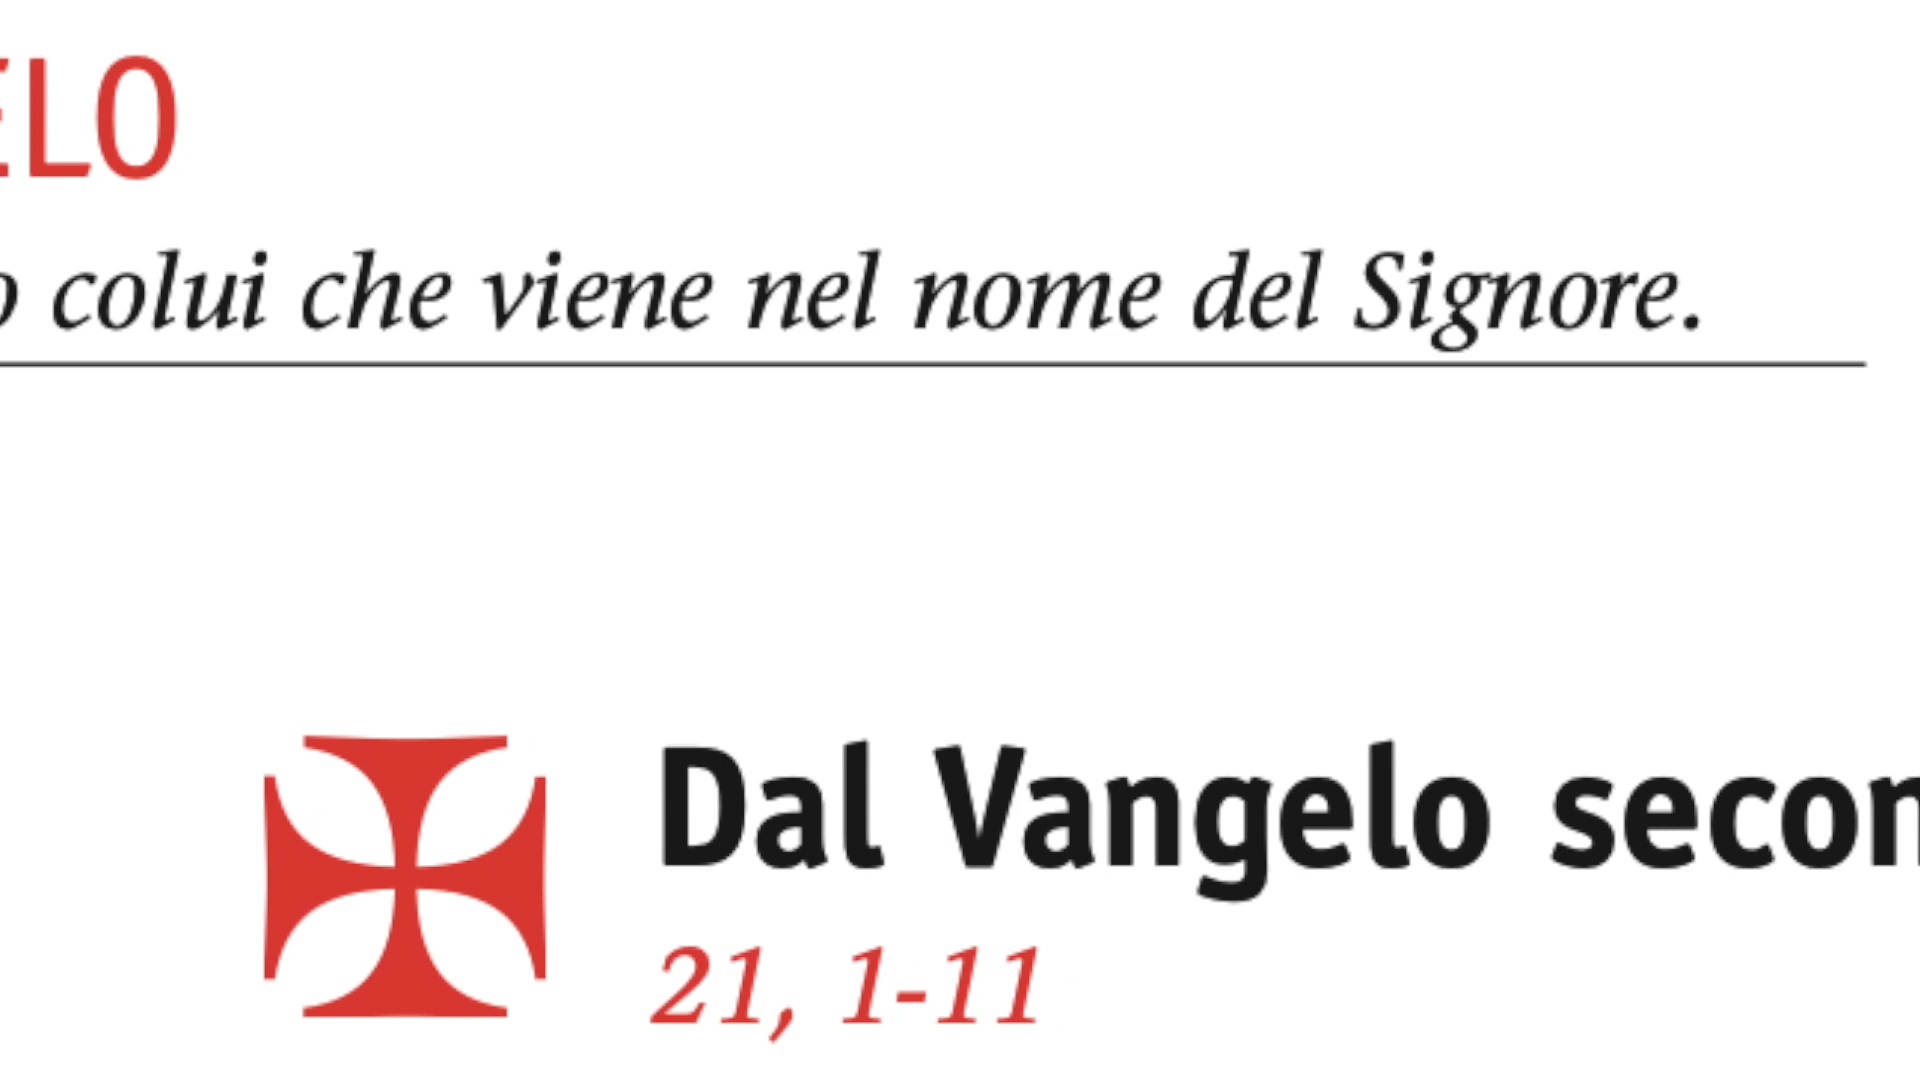 ELO
o colui che viene nel nome del Signore.
Dal Vangelo secon
21, 1-11